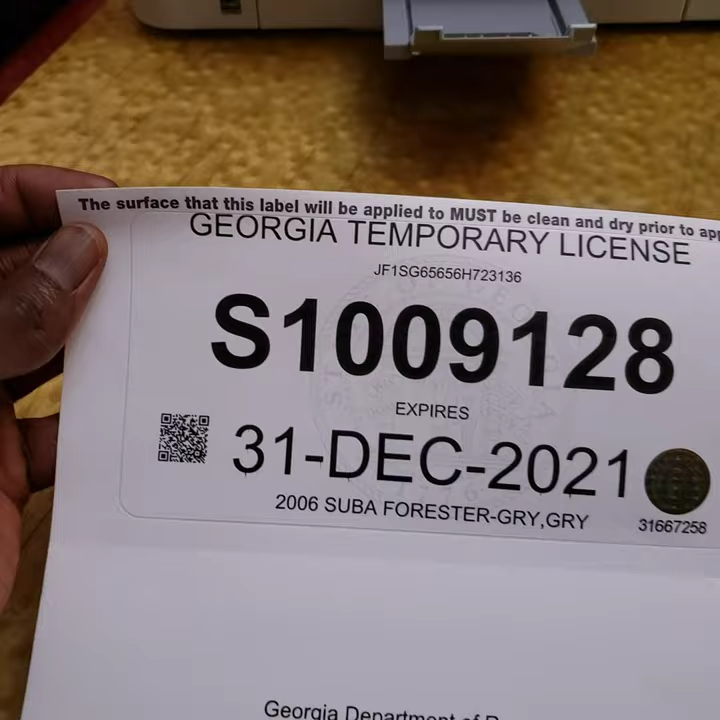 The surface that this label will be applied to MUST be clean and dry prior to
GEORGIA TEMPORARY LICENSE
JF1SG65656H723136
S1009128
EXPIRES
31-DEC-2021
2006 SUBA FORESTER-GRY,GRY
31667258
Georgia Department of